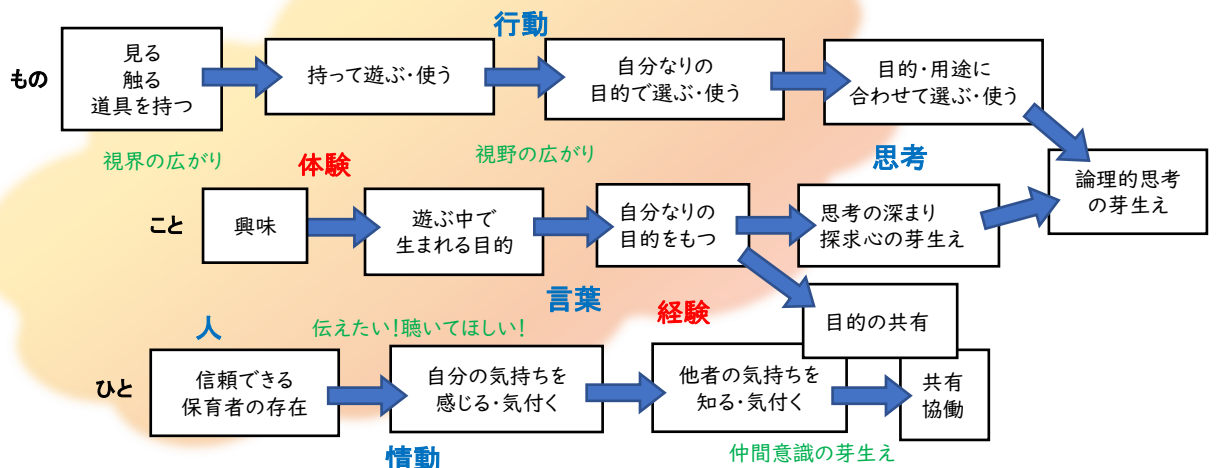 行動
もの
見る
触る
道具を持つ
持って遊ぶ・使う
自分なりの
目的で選ぶ・使う
目的・用途に
合わせて選ぶ・使う
視界の広がり
体験
視野の広がり
思考
論理的思考
の芽生え
こと
興味
遊ぶ中で
生まれる目的
自分なりの
目的をもつ
思考の深まり
探求心の芽生え
言葉
経験
目的の共有
人
伝えたい!聴いてほしい!
ひと
信頼できる
保育者の存在
自分の気持ちを
感じる・気付く
他者の気持ちを
知る・気付く
共有
協働
情動
仲間意識の芽生え